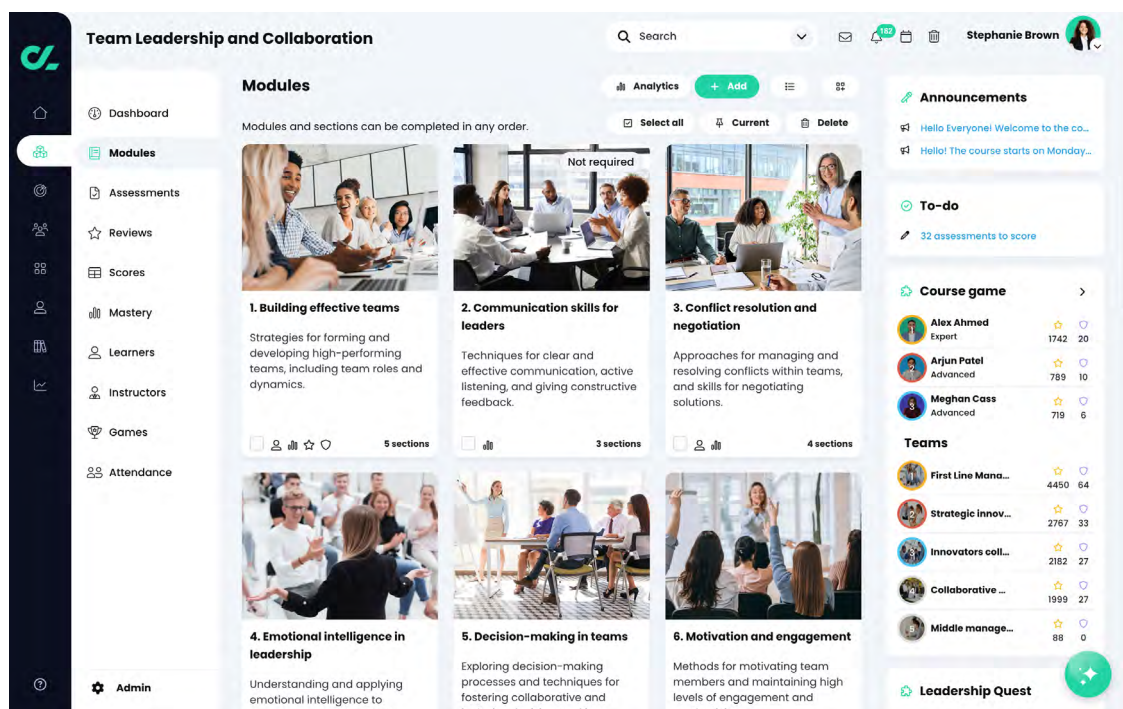 Team Leadership and Collaboration
Search
182
Stephanie Brown
Dashboard
Modules
Assessments
Reviews
Scores
Mastery
Learners
Instructors
Games
Attendance
Admin
Modules
Analytics
+ Add
Modules and sections can be completed in any order.
Select all
Current
Delete
1. Building effective teams
Strategies for forming and
developing high-performing
teams, including team roles and
dynamics.
5 sections
Not required
2. Communication skills for
leaders
Techniques for clear and
effective communication, active
listening, and giving constructive
feedback.
3 sections
3. Conflict resolution and
negotiation
Approaches for managing and
resolving conflicts within teams,
and skills for negotiating
solutions.
4 sections
4. Emotional intelligence in
leadership
Understanding and applying
emotional intelligence to
5. Decision-making in teams
Exploring decision-making
processes and techniques for
fostering collaborative and
6. Motivation and engagement
Methods for motivating team
members and maintaining high
levels of engagement and
Announcements
Hello Everyone! Welcome to the co...
Hello! The course starts on Monday...
To-do
32 assessments to score
Course game
1
Alex Ahmed
Expert
1742 20
2
Arjun Patel
Advanced
789 10
3
Meghan Cass
Advanced
719 6
Teams
1
First Line Mana...
4450 64
2
Strategic innov...
2767 33
3
Innovators coll...
2182 27
4
Collaborative ...
1999 27
5
Middle manage...
88 0
Leadership Quest